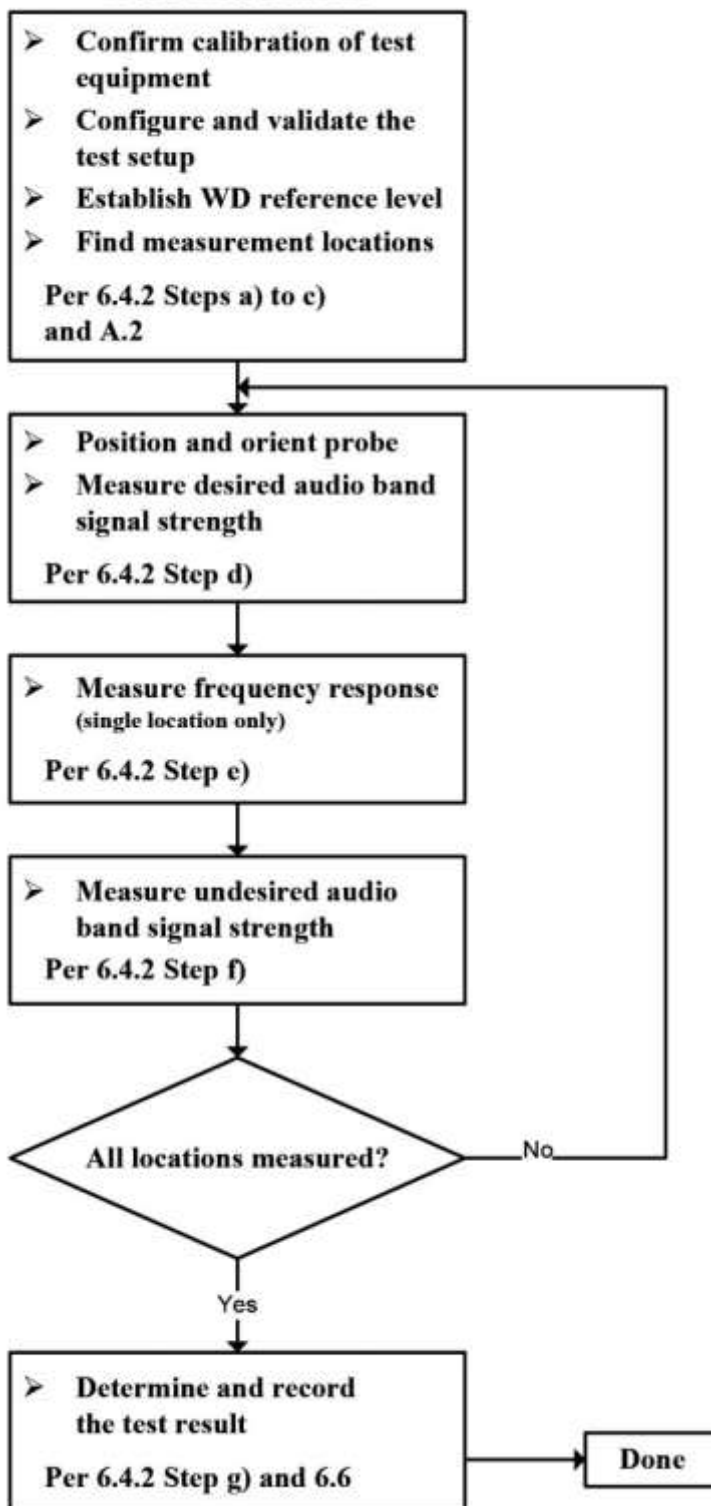 ➢ Confirm calibration of test
equipment
➢ Configure and validate the
test setup
➢ Establish WD reference level
➢ Find measurement locations
Per 6.4.2 Steps a) to c)
and A.2
➢ Position and orient probe
➢ Measure desired audio band
signal strength
Per 6.4.2 Step d)
➢ Measure frequency response
(single location only)
Per 6.4.2 Step e)
➢ Measure undesired audio
band signal strength
Per 6.4.2 Step f)
All locations measured?
No
Yes
➢ Determine and record
the test result
Per 6.4.2 Step g) and 6.6
Done